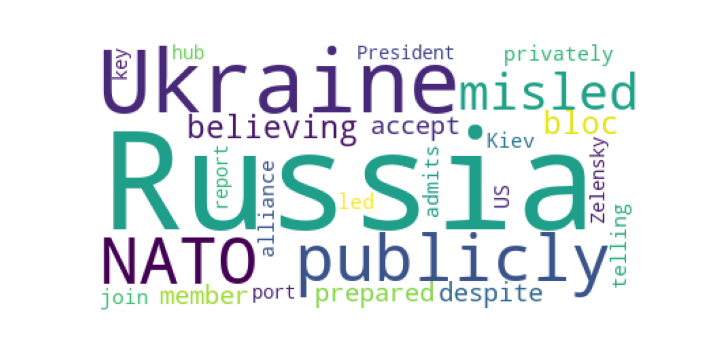 key hub President privately
Ukraine misled
believing accept bloc
Kiev
Russia
report alliance led admits US Zelensky
NATO publicly telling
join member port prepared despite